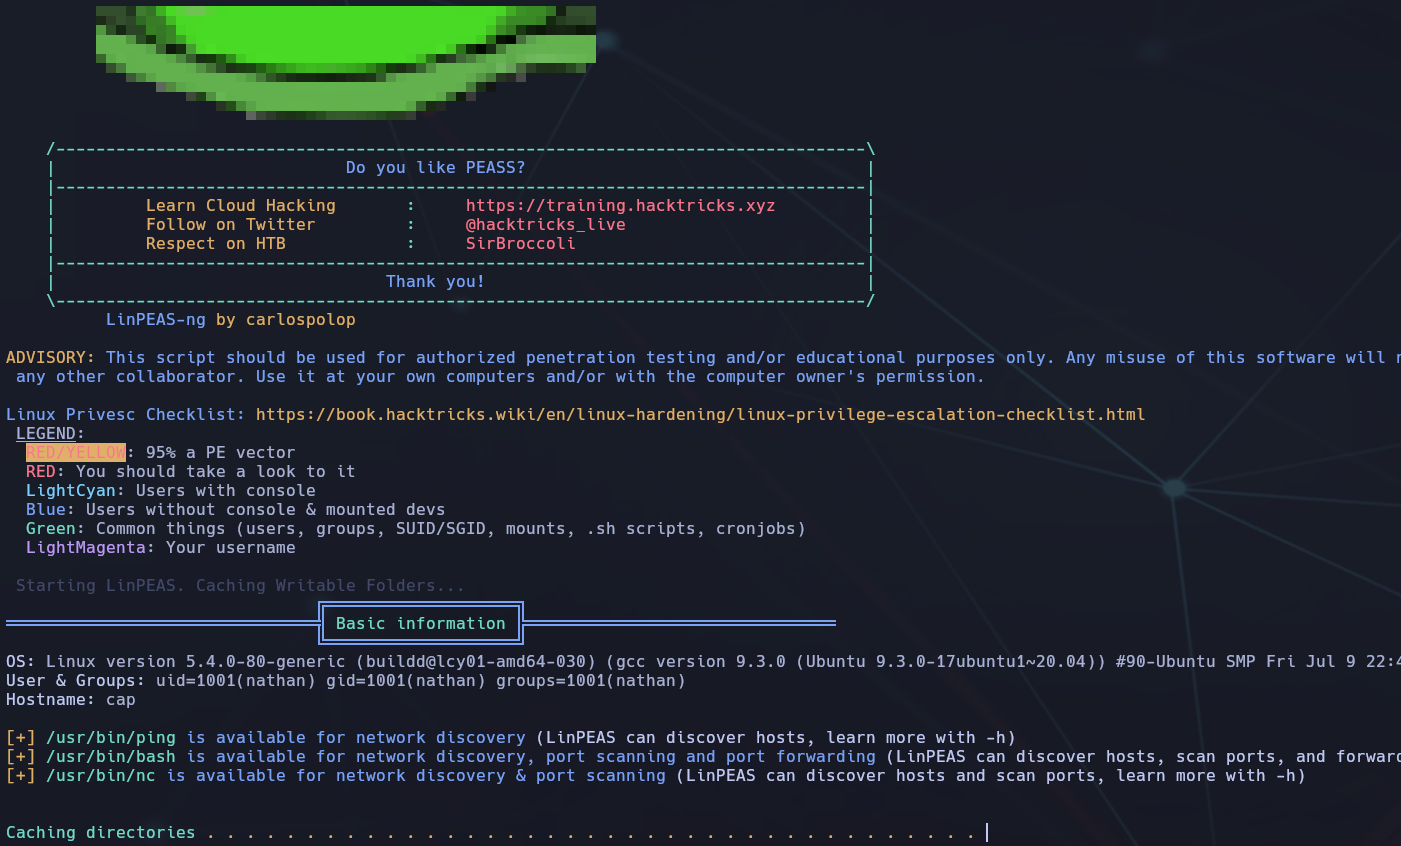 /---------------------------------------------------------------------------------\
| Do you like PEASS? |
|---------------------------------------------------------------------------------|
| Learn Cloud Hacking : https://training.hacktricks.xyz |
| Follow on Twitter : @hacktricks_live |
| Respect on HTB : SirBroccoli |
|---------------------------------------------------------------------------------|
| Thank you! |
\---------------------------------------------------------------------------------/
LinPEAS-ng by carlospolop
ADVISORY: This script should be used for authorized penetration testing and/or educational purposes only. Any misuse of this software will
any other collaborator. Use it at your own computers and/or with the computer owner's permission.
Linux Privesc Checklist: https://book.hacktricks.wiki/en/linux-hardening/linux-privilege-escalation-checklist.html
LEGEND:
RED/YELLOW: 95% a PE vector
RED: You should take a look to it
LightCyan: Users with console
Blue: Users without console & mounted devs
Green: Common things (users, groups, SUID/SGID, mounts, .sh scripts, cronjobs)
LightMagenta: Your username
Starting LinPEAS. Caching Writable Folders...
Basic information
OS: Linux version 5.4.0-80-generic (buildd@lcy01-amd64-030) (gcc version 9.3.0 (Ubuntu 9.3.0-17ubuntu1~20.04)) #90-Ubuntu SMP Fri Jul 9 22:4
User & Groups: uid=1001(nathan) gid=1001(nathan) groups=1001(nathan)
Hostname: cap
[+] /usr/bin/ping is available for network discovery (LinPEAS can discover hosts, learn more with -h)
[+] /usr/bin/bash is available for network discovery, port scanning and port forwarding (LinPEAS can discover hosts, scan ports, and forward
[+] /usr/bin/nc is available for network discovery & port scanning (LinPEAS can discover hosts and scan ports, learn more with -h)
Caching directories . . . . . . . . . . . . . . . . . . . . . . . . . . . . . . . . . . . . . . .